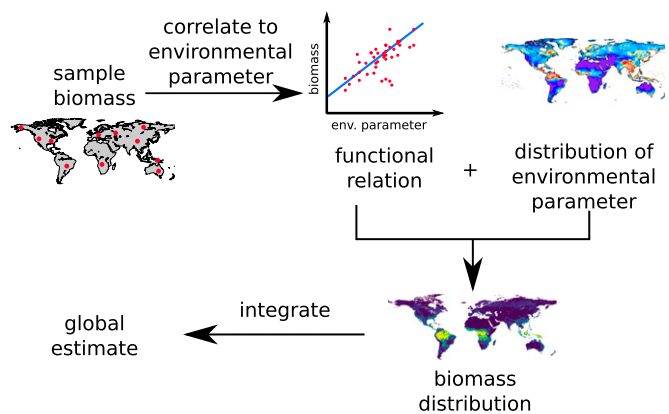 correlate to
environmental
parameter
sample
biomass
biomass
env. parameter
functional
relation
+
distribution of
environmental
parameter
integrate
global
estimate
biomass
distribution